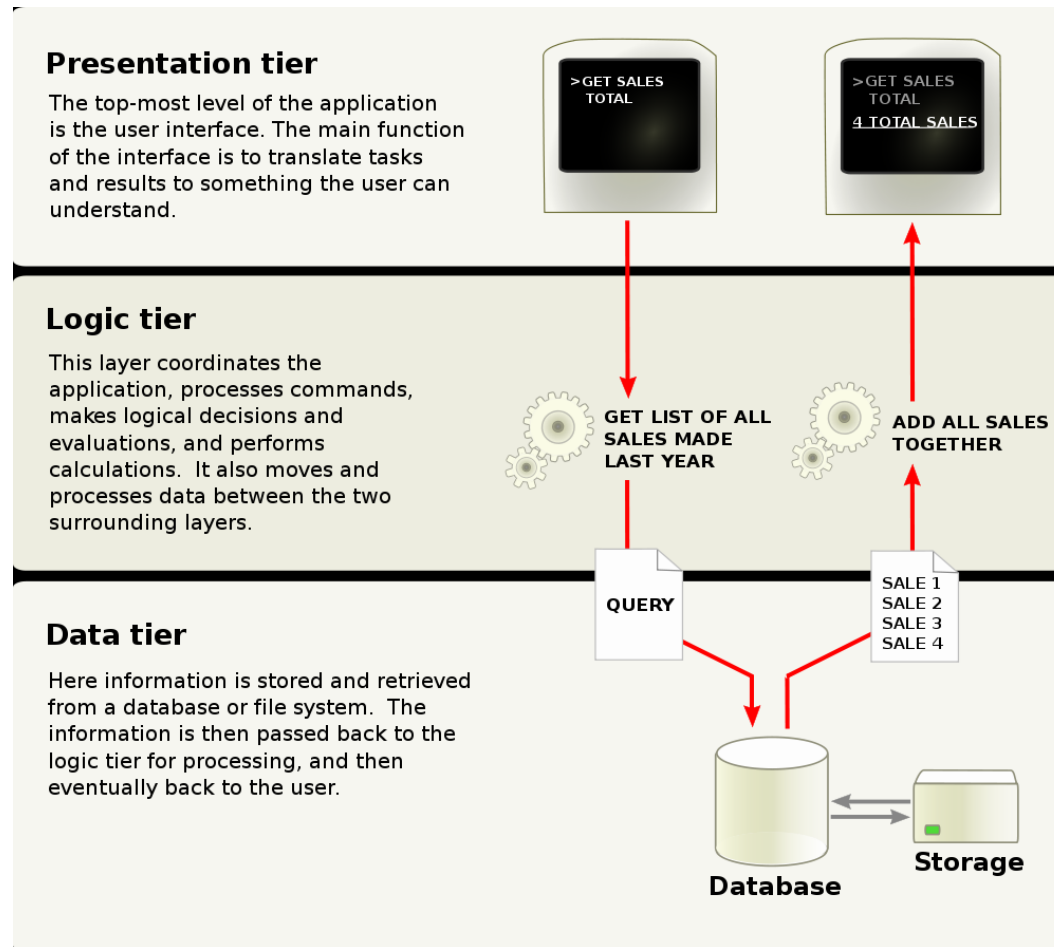 Presentation tier
The top-most level of the application
is the user interface. The main function
of the interface is to translate tasks
and results to something the user can
understand.
>GET SALES
TOTAL
>GET SALES
TOTAL
4 TOTAL SALES
Logic tier
This layer coordinates the
application, processes commands,
makes logical decisions and
evaluations, and performs
calculations.  It also moves and
processes data between the two
surrounding layers.
GET LIST OF ALL
SALES MADE
LAST YEAR
ADD ALL SALES
TOGETHER
Data tier
Here information is stored and retrieved
from a database or file system.  The
information is then passed back to the
logic tier for processing, and then
eventually back to the user.
QUERY
SALE 1
SALE 2
SALE 3
SALE 4
Database
Storage